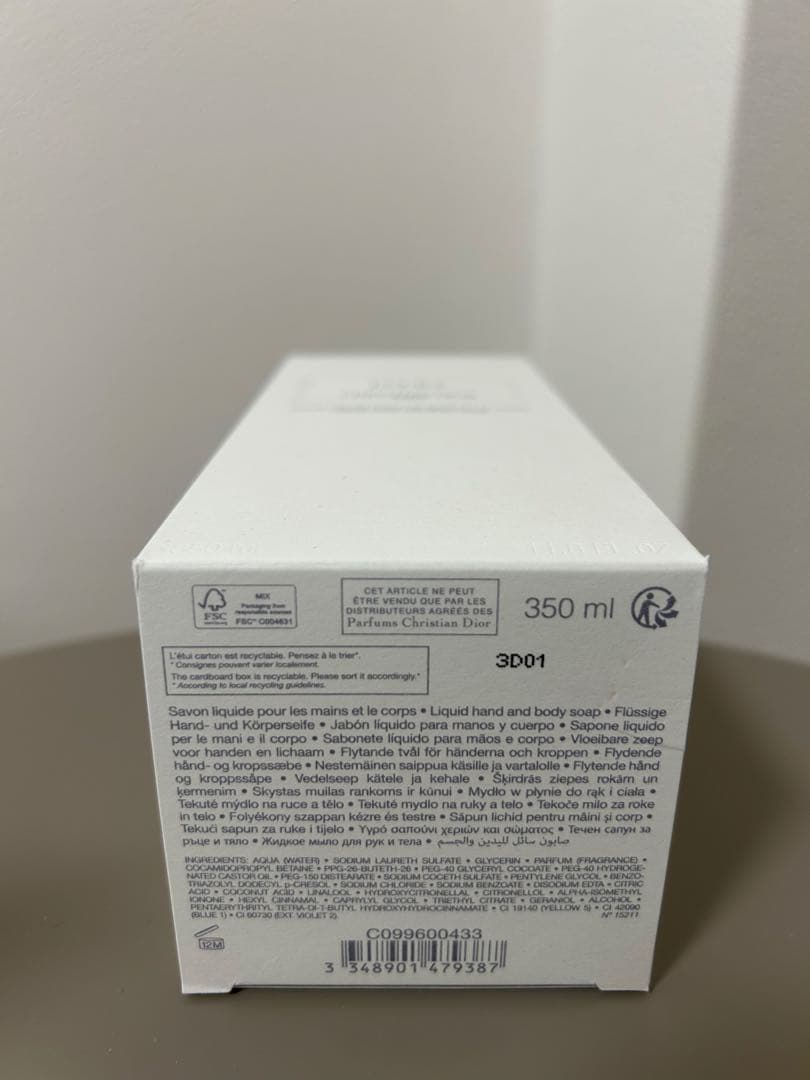 FSC
MIX
Packaging from
responsible sources
FSC™ C004631
CET ARTICLE NE PEUT
ÊTRE VENDU QUE PAR LES
DISTRIBUTEURS AGRÉÉS DES
Parfums Christian Dior
350 ml
L'étui carton est recyclable. Pensez à le trier*.
* Consignes pouvant varier localement.
The cardboard box is recyclable. Please sort it accordingly.*
* According to local recycling guidelines.
3D01
Savon liquide pour les mains et le corps • Liquid hand and body soap • Flüssige
Hand- und Körperseife • Jabón líquido para manos y cuerpo • Sapone liquido
per le mani e il corpo • Sabonete líquido para mãos e corpo • Vloeibare zeep
voor handen en lichaam • Flytande tvål för händerna och kroppen • Flydende
hånd- og kropssæbe • Nestemäinen saippua käsille ja vartalolle • Flytende hånd
og kroppssåpe • Vedelseep kätele ja kehale • Šķidrās ziepes rokām un
ķermenim • Skystas muilas rankoms ir kūnui • Mydło w płynie do rąk i ciała •
Tekuté mýdlo na ruce a tělo • Tekuté mydlo na ruky a telo • Tekoče milo za roke
in telo • Folyékony szappan kézre és testre • Săpun lichid pentru mâini și corp •
Tekući sapun za ruke i tijelo • Υγρό σαπούνι χεριών και σώματος • Течен сапун за
ръце и тяло • Жидкое мыло для рук и тела • صابون سائل لليدين والجسم
INGREDIENTS: AQUA (WATER) • SODIUM LAURETH SULFATE • GLYCERIN • PARFUM (FRAGRANCE) •
COCAMIDOPROPYL BETAINE • PPG-26-BUTETH-26 • PEG-40 GLYCERYL COCOATE • PEG-40 HYDROGE-
NATED CASTOR OIL • PEG-150 DISTEARATE • SODIUM COCETH SULFATE • PENTYLENE GLYCOL • BENZO-
TRIAZOLYL DODECYL p-CRESOL • SODIUM CHLORIDE • SODIUM BENZOATE • DISODIUM EDTA • CITRIC
ACID • COCONUT ACID • LINALOOL • HYDROXYCITRONELLAL • CITRONELLOL • ALPHA-ISOMETHYL
IONONE • HEXYL CINNAMAL • CAPRYLYL GLYCOL • TRIETHYL CITRATE • GERANIOL • ALCOHOL •
PENTAERYTHRITYL TETRA-DI-T-BUTYL HYDROXYHYDROCINNAMATE • CI 19140 (YELLOW 5) • CI 42090
(BLUE 1) • CI 60730 (EXT. VIOLET 2). N° 15211
12M
C099600433
3 348901 479387